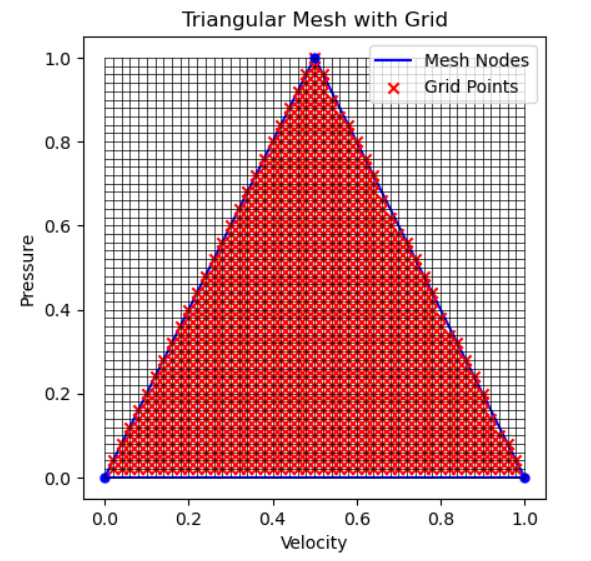 Triangular Mesh with Grid
Mesh Nodes
Grid Points
1.0
0.8
0.6
0.4
0.2
0.0
Pressure
0.0 0.2 0.4 0.6 0.8 1.0
Velocity